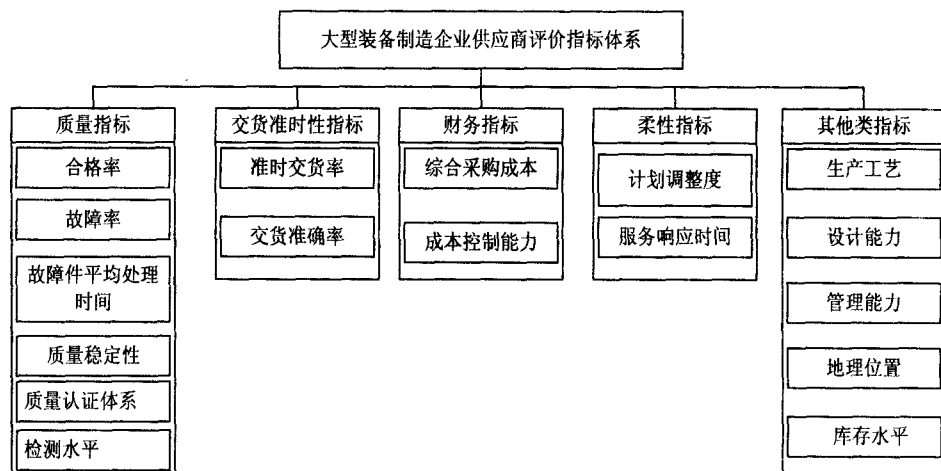 大型装备制造企业供应商评价指标体系
质量指标
合格率
故障率
故障件平均处理
时间
质量稳定性
质量认证体系
检测水平
交货准时性指标
准时交货率
交货准确率
财务指标
综合采购成本
成本控制能力
柔性指标
计划调整度
服务响应时间
其他类指标
生产工艺
设计能力
管理能力
地理位置
库存水平